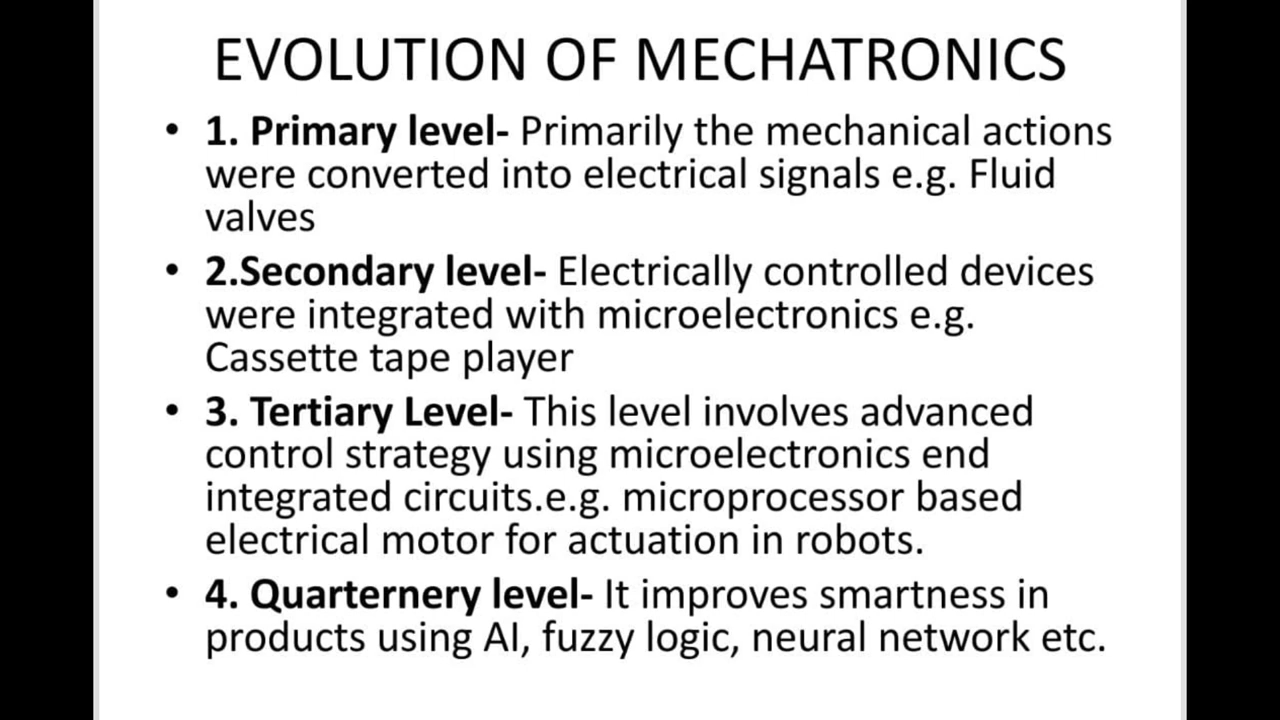 EVOLUTION OF MECHATRONICS
• 1. Primary level- Primarily the mechanical actions
were converted into electrical signals e.g. Fluid
valves
• 2.Secondary level- Electrically controlled devices
were integrated with microelectronics e.g.
Cassette tape player
• 3. Tertiary Level- This level involves advanced
control strategy using microelectronics end
integrated circuits.e.g. microprocessor based
electrical motor for actuation in robots.
• 4. Quarternery level- It improves smartness in
products using AI, fuzzy logic, neural network etc.